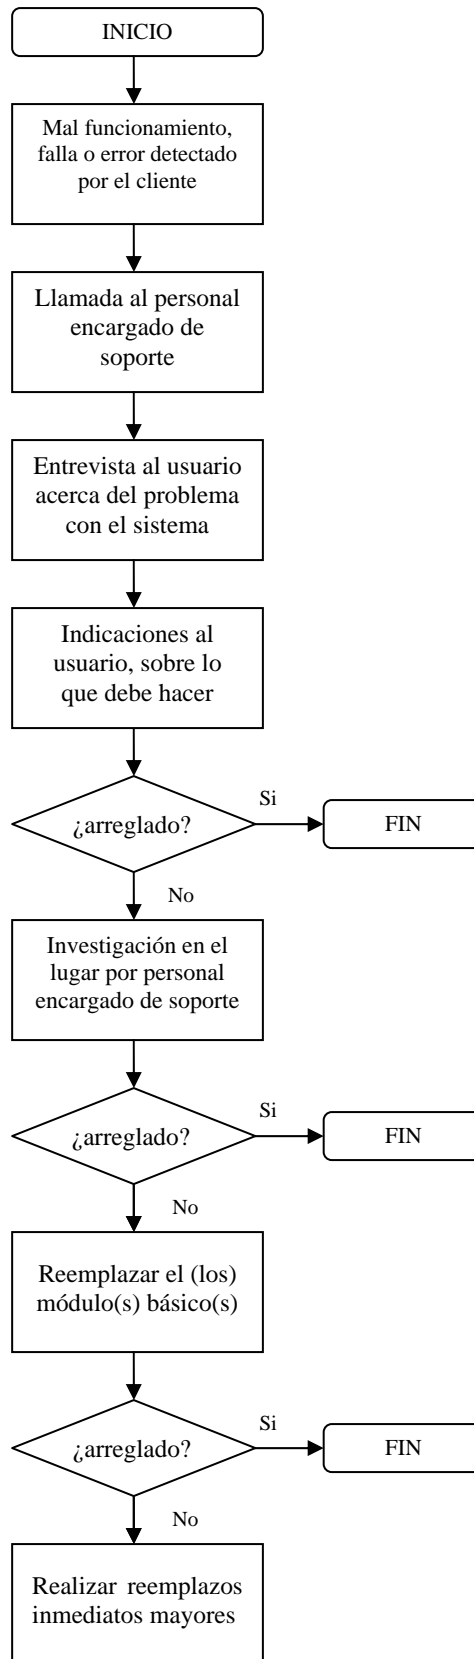 INICIO
Mal funcionamiento,
falla o error detectado
por el cliente
Llamada al personal
encargado de
soporte
Entrevista al usuario
acerca del problema
con el sistema
Indicaciones al
usuario, sobre lo
que debe hacer
¿arreglado?
Si
FIN
No
Investigación en el
lugar por personal
encargado de soporte
¿arreglado?
Si
FIN
No
Reemplazar el (los)
módulo(s) básico(s)
¿arreglado?
Si
FIN
No
Realizar reemplazos
inmediatos mayores